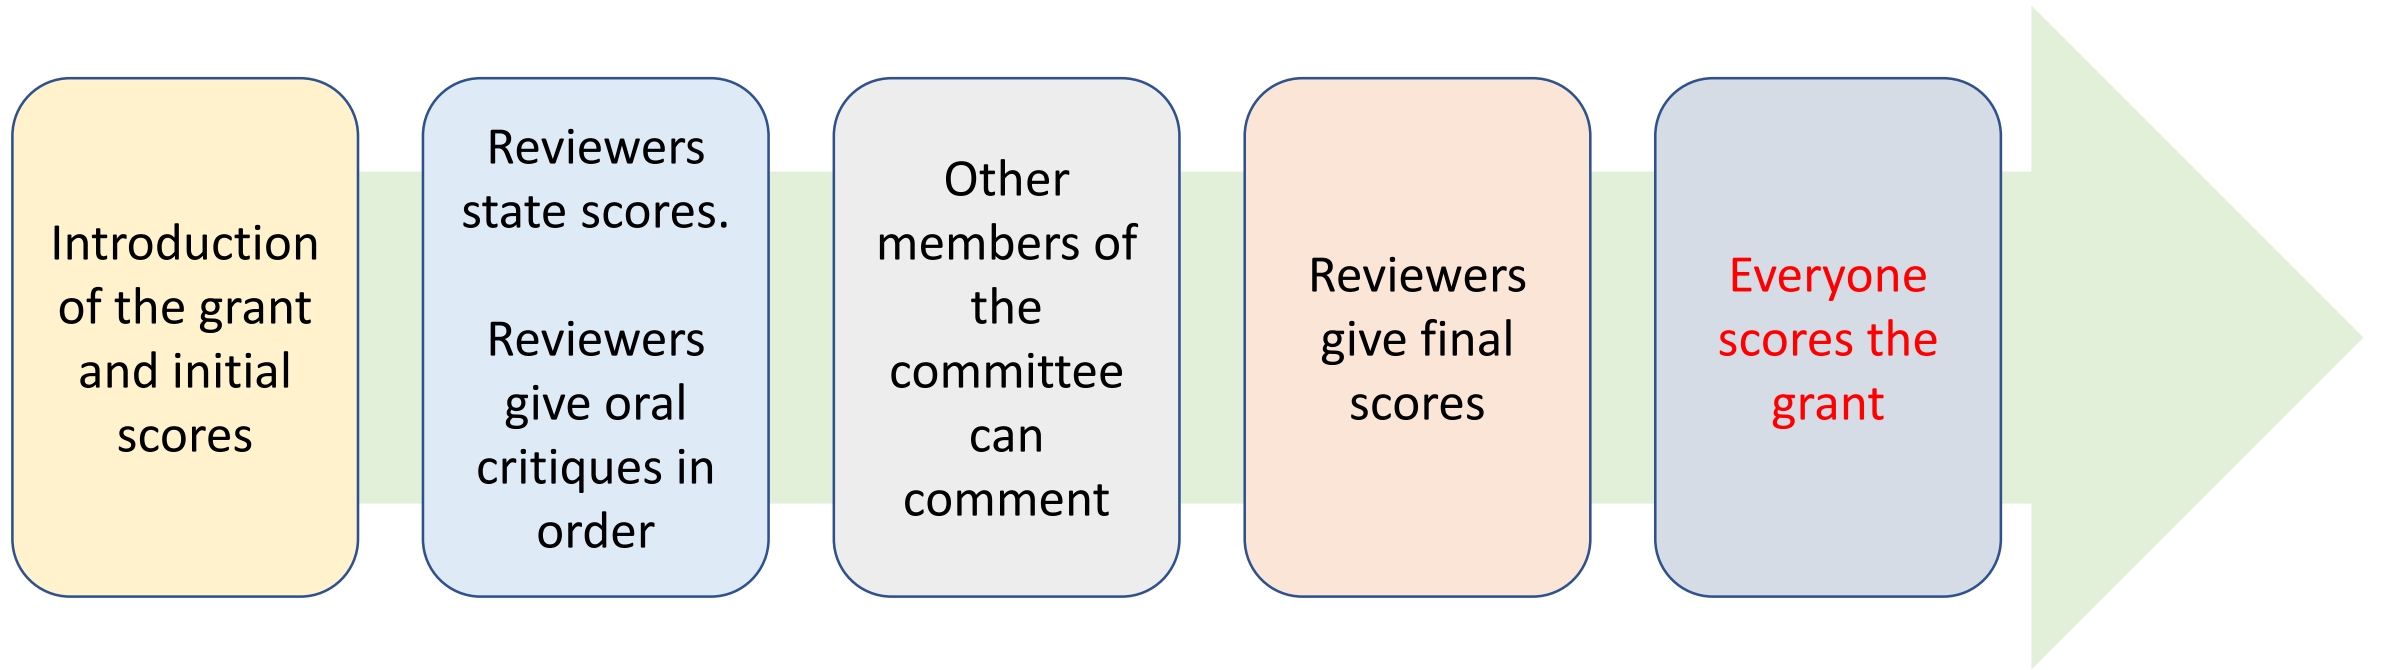 Introduction
of the grant
and initial
scores
Reviewers
state scores.
Reviewers
give oral
critiques in
order
Other
members of
the
committee
can
comment
Reviewers
give final
scores
Everyone
scores the
grant